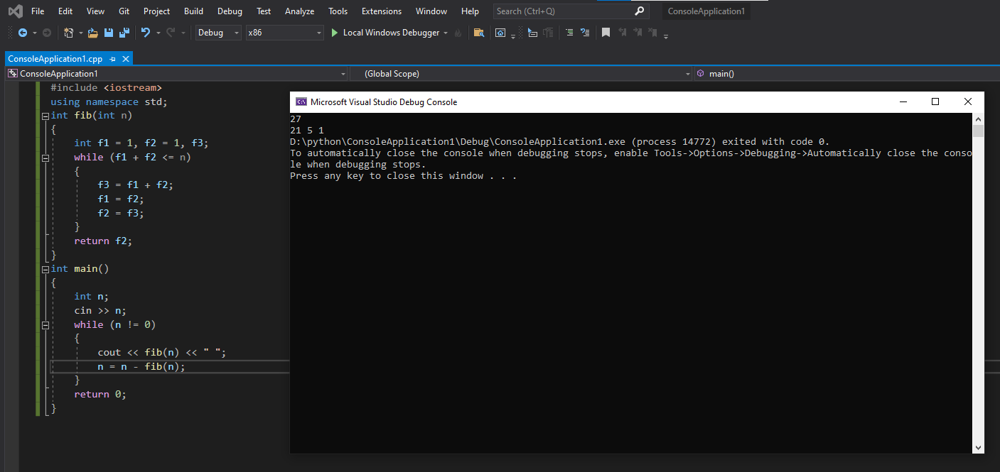 File Edit View Git Project Build Debug Test Analyze Tools Extensions Window Help Search (Ctrl+Q) ConsoleApplication1
Debug x86 Local Windows Debugger
ConsoleApplication1.cpp
ConsoleApplication1 (Global Scope) main()
#include <iostream>
using namespace std;
int fib(int n)
{
    int f1 = 1, f2 = 1, f3;
    while (f1 + f2 <= n)
    {
        f3 = f1 + f2;
        f1 = f2;
        f2 = f3;
    }
    return f2;
}
int main()
{
    int n;
    cin >> n;
    while (n != 0)
    {
        cout << fib(n) << " ";
        n = n - fib(n);
    }
    return 0;
}
C:\ Microsoft Visual Studio Debug Console
27
21 5 1
D:\python\ConsoleApplication1\Debug\ConsoleApplication1.exe (process 14772) exited with code 0.
To automatically close the console when debugging stops, enable Tools->Options->Debugging->Automatically close the conso
le when debugging stops.
Press any key to close this window . . .